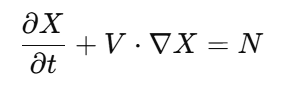 ∂X/∂t + V · ∇X = N